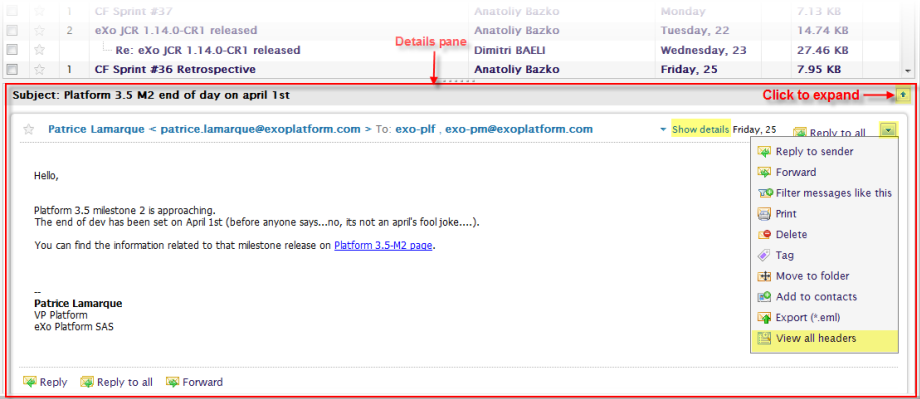 1 CF Sprint #37 Anatoliy Bazko Monday 7.13 KB
2 eXo JCR 1.14.0-CR1 released Anatoliy Bazko Tuesday, 22 14.74 KB
Re: eXo JCR 1.14.0-CR1 released Dimitri BAELI Wednesday, 23 27.46 KB
1 CF Sprint #36 Retrospective Anatoliy Bazko Friday, 25 7.95 KB
Details pane
Subject: Platform 3.5 M2 end of day on april 1st
Click to expand
Patrice Lamarque < patrice.lamarque@exoplatform.com > To: exo-plf , exo-pm@exoplatform.com
Show details Friday, 25 Reply to all
Hello,
Platform 3.5 milestone 2 is approaching.
The end of dev has been set on April 1st (before anyone says...no, its not an april's fool joke....).
You can find the information related to that milestone release on Platform 3.5-M2 page.
--
Patrice Lamarque
VP Platform
eXo Platform SAS
Reply to sender
Forward
Filter messages like this
Print
Delete
Tag
Move to folder
Add to contacts
Export (*.eml)
View all headers
Reply Reply to all Forward